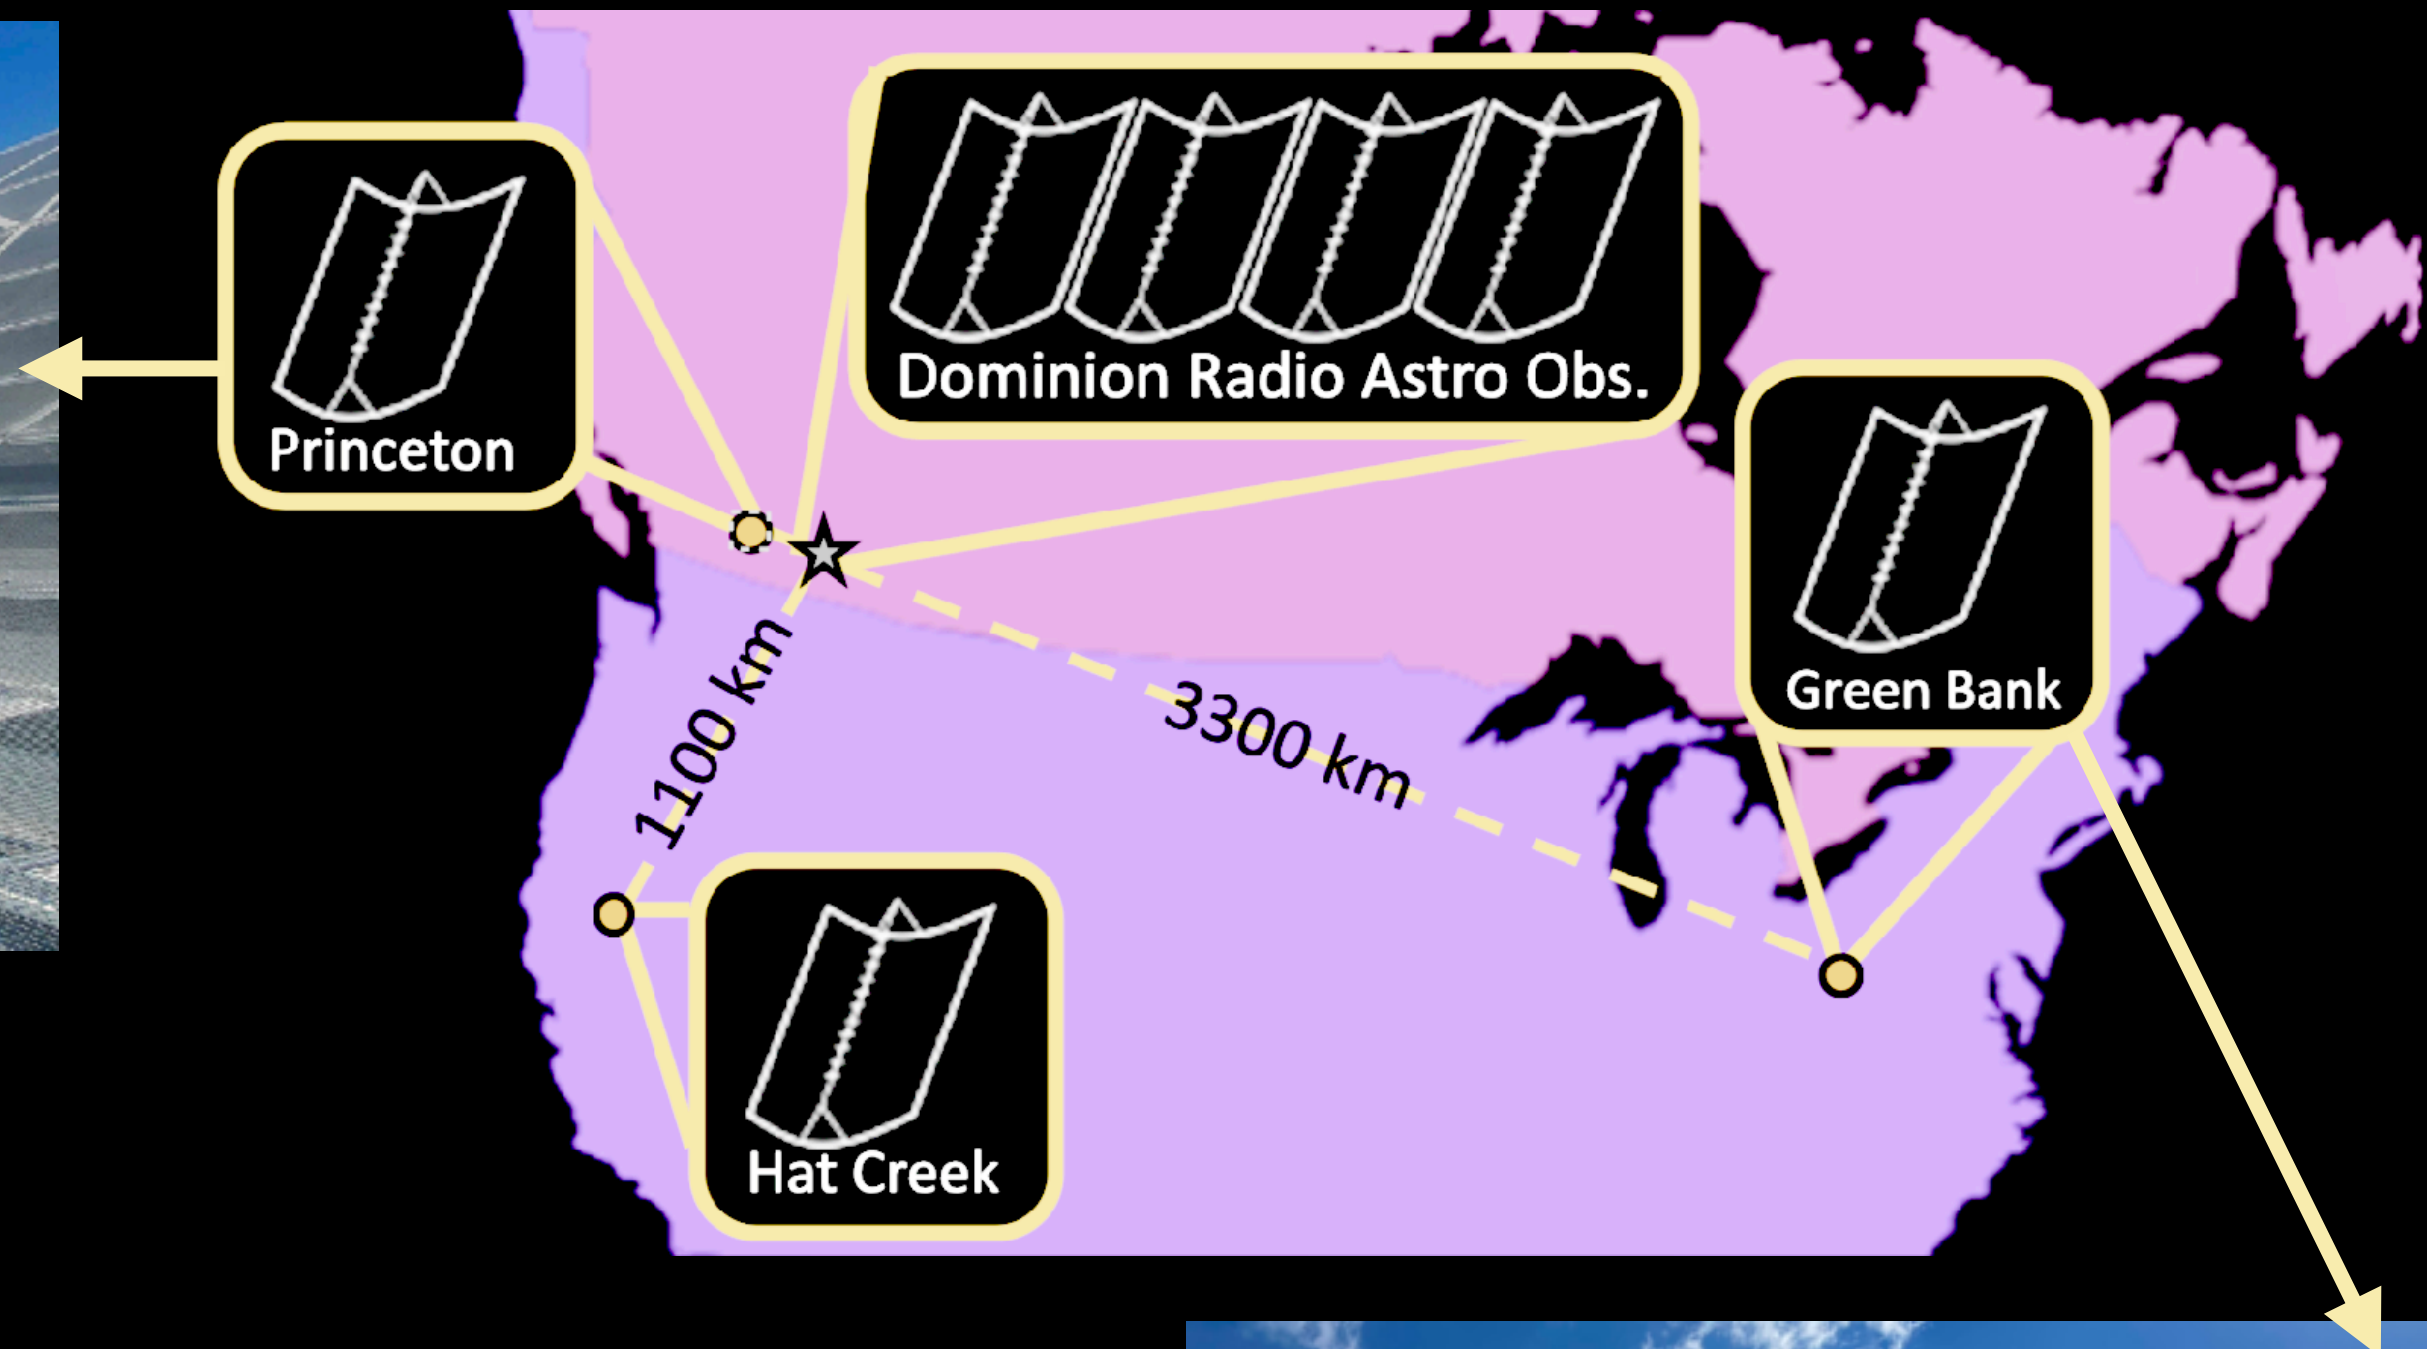 Dominion Radio Astro Obs.
Princeton
Green Bank
1100 km
3300 km
Hat Creek